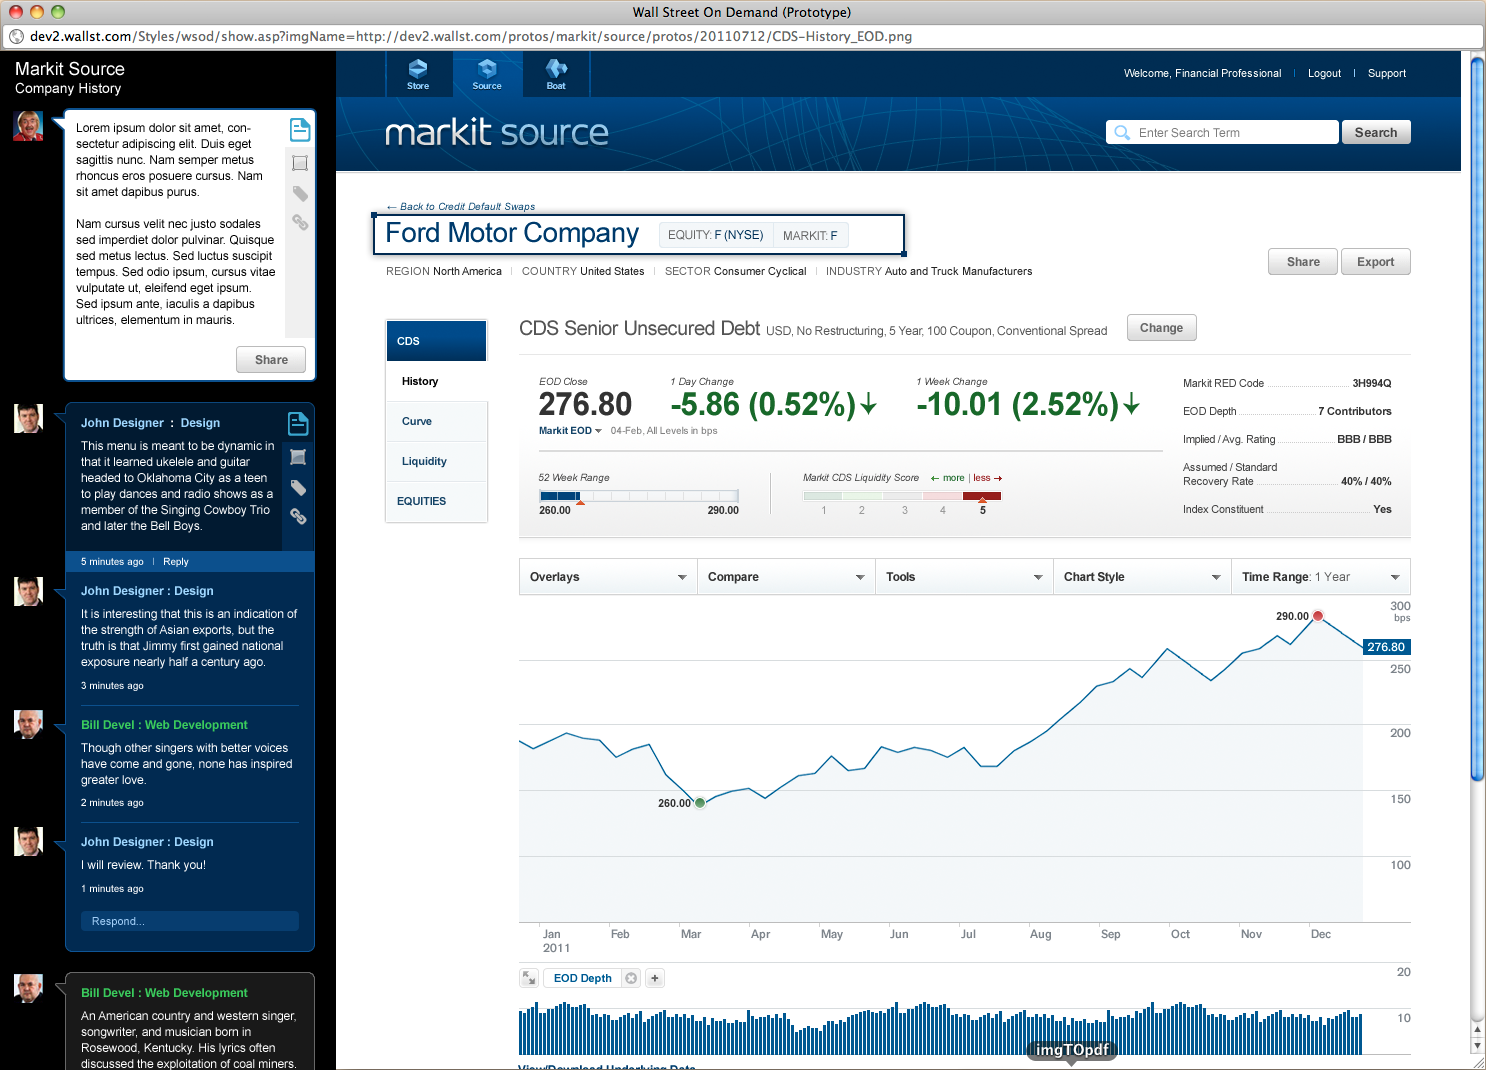 Wall Street On Demand (Prototype)
dev2.wallst.com/Styles/wsod/show.asp?imgName=http://dev2.wallst.com/protos/markit/source/protos/20110712/CDS-History_EOD.png
Markit Source
Company History
Lorem ipsum dolor sit amet, con-
sectetur adipiscing elit. Duis eget
sagittis nunc. Nam semper metus
rhoncus eros posuere cursus. Nam
sit amet dapibus purus.
Nam cursus velit nec justo sodales
sed imperdiet dolor pulvinar. Quisque
sed metus lectus. Sed luctus suscipit
tempus. Sed odio ipsum, cursus vitae
vulputate ut, eleifend eget ipsum.
Sed ipsum ante, iaculis a dapibus
ultrices, elementum in mauris.
Share
John Designer : Design
This menu is meant to be dynamic in
that it learned ukelele and guitar
headed to Oklahoma City as a teen
to play dances and radio shows as a
member of the Singing Cowboy Trio
and later the Bell Boys.
5 minutes ago | Reply
John Designer : Design
It is interesting that this is an indication of
the strength of Asian exports, but the
truth is that Jimmy first gained national
exposure nearly half a century ago.
3 minutes ago
Bill Devel : Web Development
Though other singers with better voices
have come and gone, none has inspired
greater love.
2 minutes ago
John Designer : Design
I will review. Thank you!
1 minutes ago
Respond...
Bill Devel : Web Development
An American country and western singer,
songwriter, and musician born in
Rosewood, Kentucky. His lyrics often
discussed the exploitation of coal miners.
Store
Source
Boat
Welcome, Financial Professional | Logout | Support
markit source
Enter Search Term
Search
← Back to Credit Default Swaps
Ford Motor Company
EQUITY: F (NYSE)
MARKIT: F
REGION North America | COUNTRY United States | SECTOR Consumer Cyclical | INDUSTRY Auto and Truck Manufacturers
Share
Export
CDS
History
Curve
Liquidity
EQUITIES
CDS Senior Unsecured Debt USD, No Restructuring, 5 Year, 100 Coupon, Conventional Spread
Change
EOD Close
276.80
Markit EOD
04-Feb, All Levels in bps
1 Day Change
-5.86 (0.52%)↓
1 Week Change
-10.01 (2.52%)↓
52 Week Range
260.00
290.00
Markit CDS Liquidity Score
← more | less →
1 2 3 4 5
Markit RED Code 3H994Q
EOD Depth 7 Contributors
Implied / Avg. Rating BBB / BBB
Assumed / Standard
Recovery Rate 40% / 40%
Index Constituent Yes
Overlays
Compare
Tools
Chart Style
Time Range: 1 Year
300
bps
290.00
276.80
250
200
260.00
150
100
Jan Feb Mar Apr May Jun Jul Aug Sep Oct Nov Dec
2011
EOD Depth
+
20
10
imgTOpdf
View/Download Underlying Data